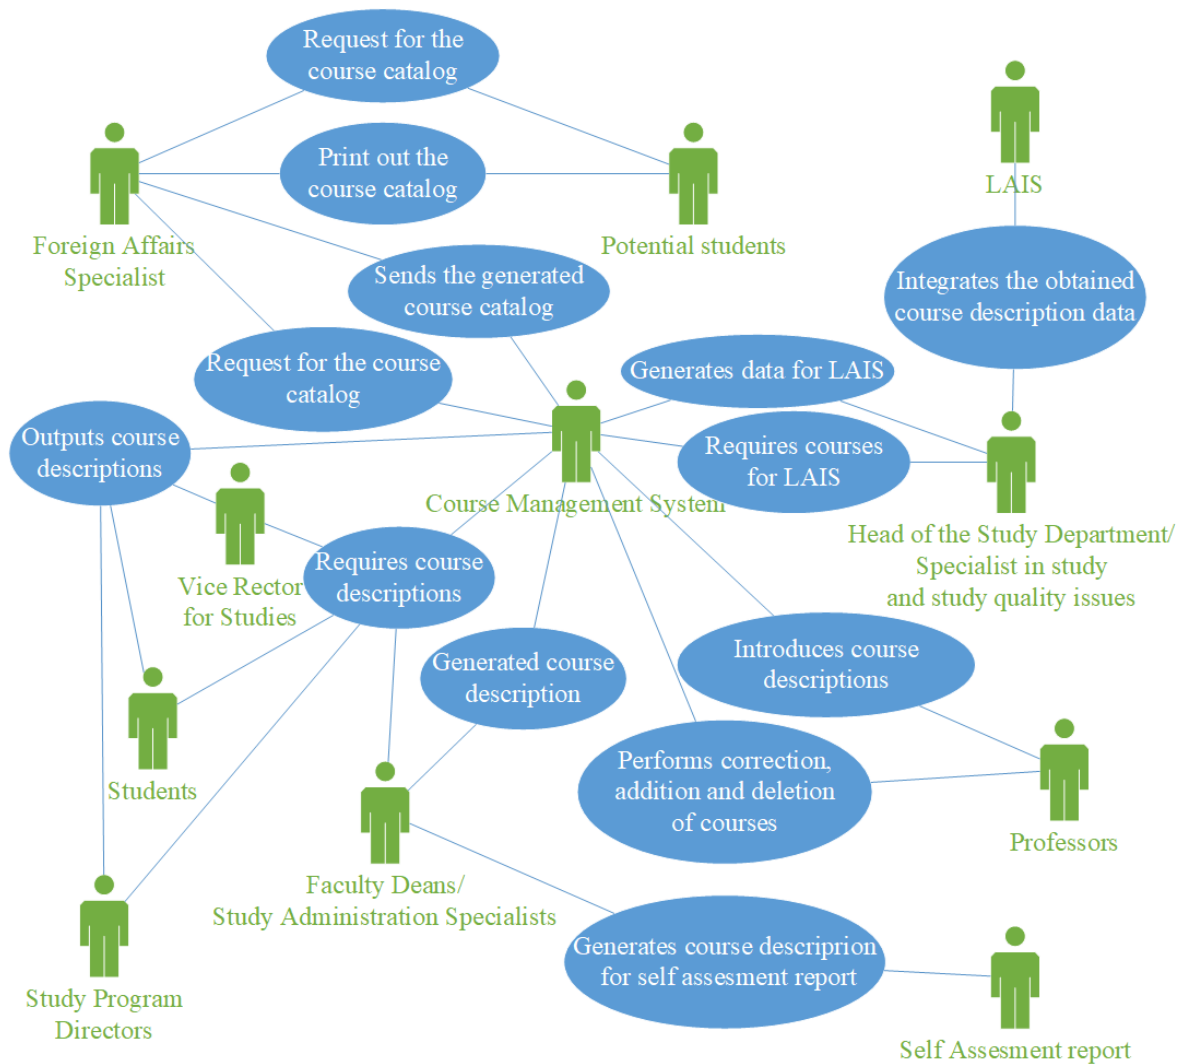 Request for the
course catalog
Print out the
course catalog
LAIS
Foreign Affairs
Specialist
Potential students
Sends the generated
course catalog
Integrates the obtained
course description data
Request for the course
catalog
Generates data for LAIS
Outputs course
descriptions
Requires courses
for LAIS
Course Management System
Head of the Study Department/
Specialist in study
and study quality issues
Vice Rector
for Studies
Requires course
descriptions
Generated course
description
Introduces course
descriptions
Students
Performs correction,
addition and deletion
of courses
Professors
Faculty Deans/
Study Administration Specialists
Generates course descriprion
for self assesment report
Study Program
Directors
Self Assesment report